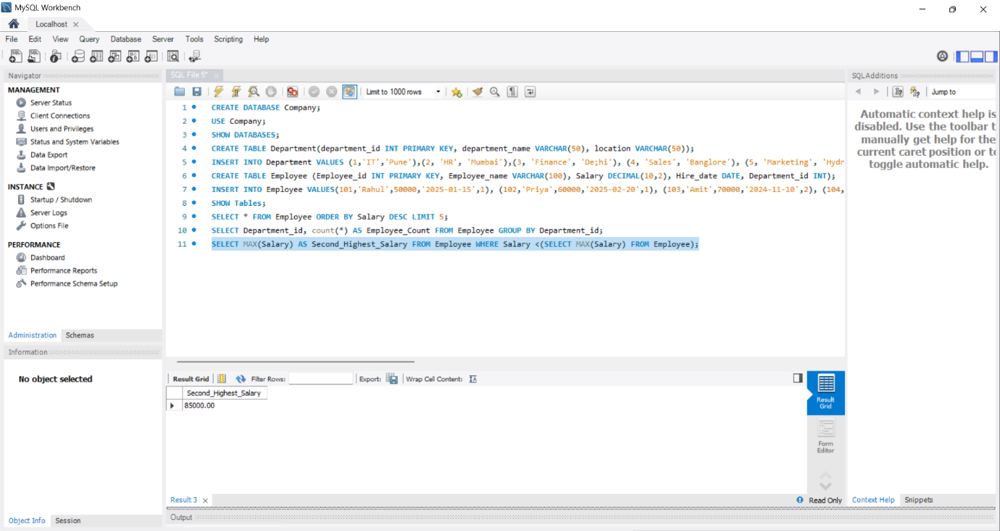 MySQL Workbench
Localhost
File Edit View Query Database Server Tools Scripting Help
Navigator
MANAGEMENT
Server Status
Client Connections
Users and Privileges
Status and System Variables
Data Export
Data Import/Restore
INSTANCE
Startup / Shutdown
Server Logs
Options File
PERFORMANCE
Dashboard
Performance Reports
Performance Schema Setup
Administration Schemas
Information
No object selected
Object Info Session
SQL File 5*
Limit to 1000 rows
1 CREATE DATABASE Company;
2 USE Company;
3 SHOW DATABASES;
4 CREATE TABLE Department(department_id INT PRIMARY KEY, department_name VARCHAR(50), location VARCHAR(50));
5 INSERT INTO Department VALUES (1,'IT','Pune'),(2, 'HR', 'Mumbai'),(3, 'Finance', 'De;hi'), (4, 'Sales', 'Banglore'), (5, 'Marketing', 'Hydr
6 CREATE TABLE Employee (Employee_id INT PRIMARY KEY, Employee_name VARCHAR(100), Salary DECIMAL(10,2), Hire_date DATE, Department_id INT);
7 INSERT INTO Employee VALUES(101,'Rahul',50000,'2025-01-15',1), (102,'Priya',60000,'2025-02-20',1), (103,'Amit',70000,'2024-11-10',2), (104,
8 SHOW Tables;
9 SELECT * FROM Employee ORDER BY Salary DESC LIMIT 5;
10 SELECT Department_id, count(*) AS Employee_Count FROM Employee GROUP BY Department_id;
11 SELECT MAX(Salary) AS Second_Highest_Salary FROM Employee WHERE Salary <(SELECT MAX(Salary) FROM Employee);
Result Grid Filter Rows: Export: Wrap Cell Content:
Second_Highest_Salary
85000.00
Result
Grid
Form
Editor
Result 3
Read Only
Output
SQLAdditions
Jump to
Automatic context help is
disabled. Use the toolbar t
manually get help for the
current caret position or to
toggle automatic help.
Context Help Snippets